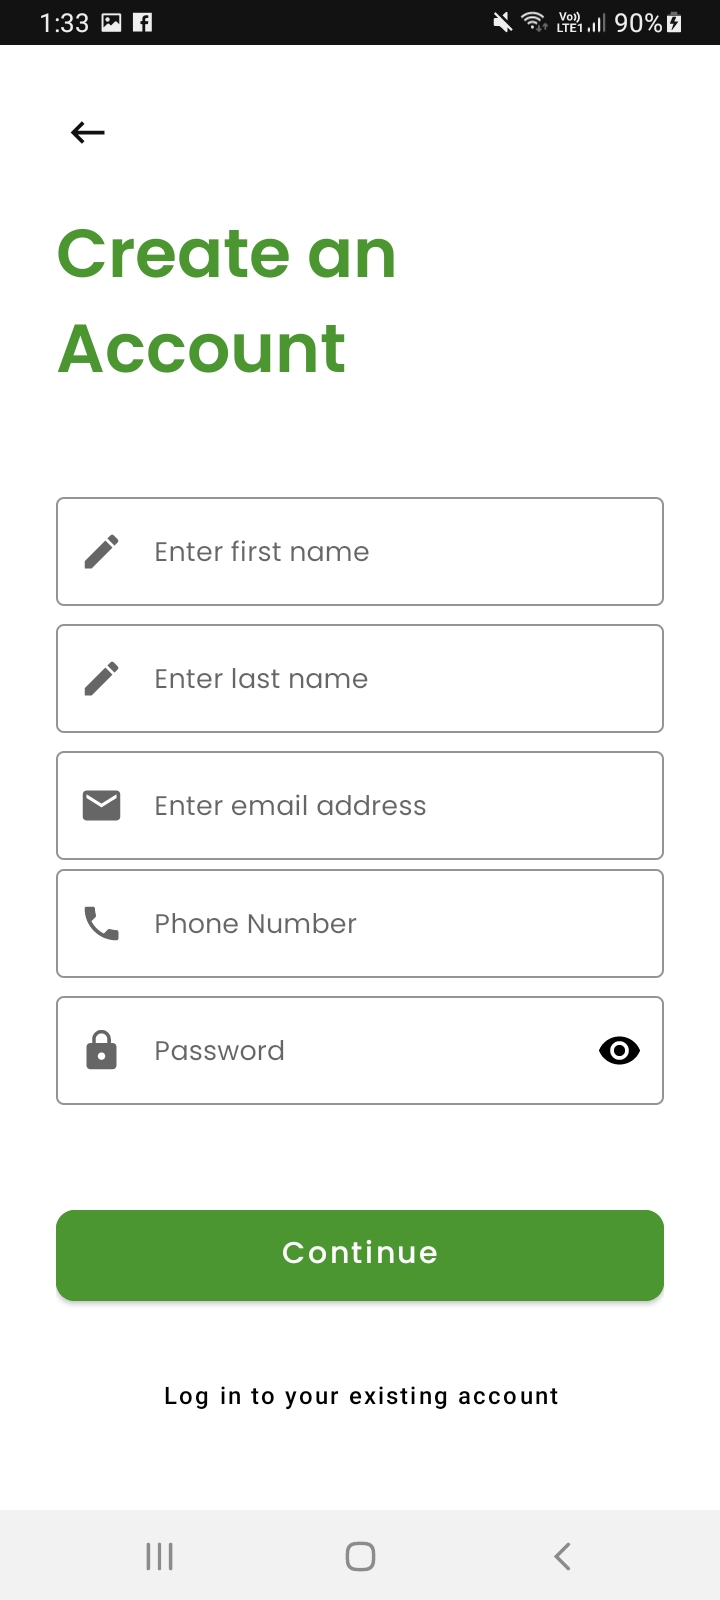 1:33 Vo)) LTE1 90%
Create an
Account
Enter first name
Enter last name
Enter email address
Phone Number
Password
Continue
Log in to your existing account